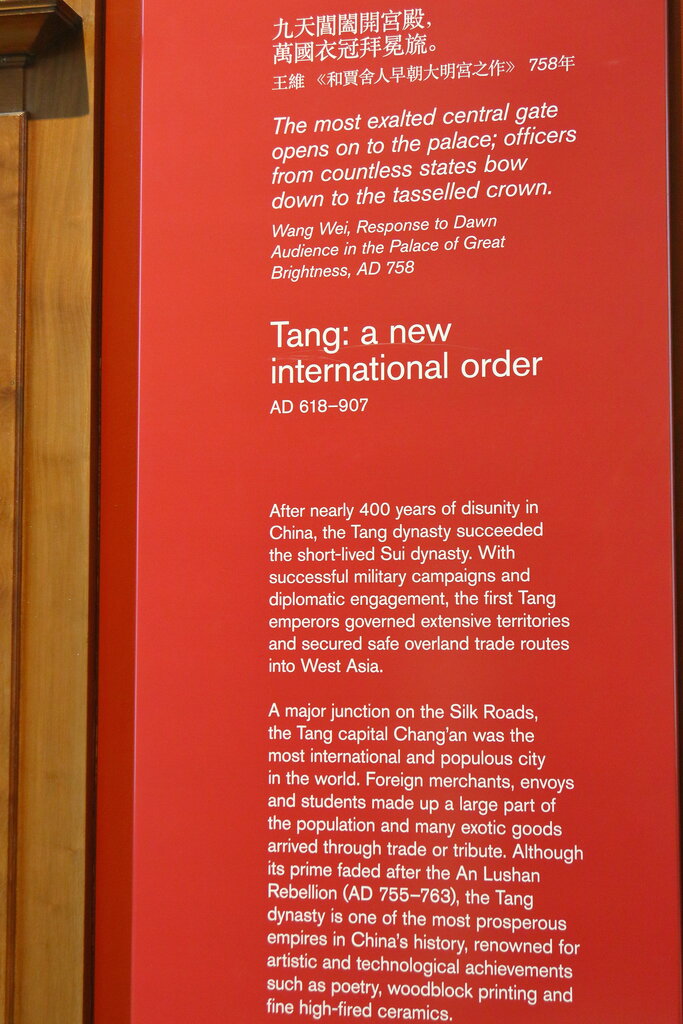 九天閶闔開宮殿，
萬國衣冠拜冕旒。
王維 《和賈舍人早朝大明宮之作》 758年
The most exalted central gate
opens on to the palace; officers
from countless states bow
down to the tasselled crown.
Wang Wei, Response to Dawn
Audience in the Palace of Great
Brightness, AD 758
Tang: a new
international order
AD 618–907
After nearly 400 years of disunity in
China, the Tang dynasty succeeded
the short-lived Sui dynasty. With
successful military campaigns and
diplomatic engagement, the first Tang
emperors governed extensive territories
and secured safe overland trade routes
into West Asia.
A major junction on the Silk Roads,
the Tang capital Chang’an was the
most international and populous city
in the world. Foreign merchants, envoys
and students made up a large part of
the population and many exotic goods
arrived through trade or tribute. Although
its prime faded after the An Lushan
Rebellion (AD 755–763), the Tang
dynasty is one of the most prosperous
empires in China’s history, renowned for
artistic and technological achievements
such as poetry, woodblock printing and
fine high-fired ceramics.